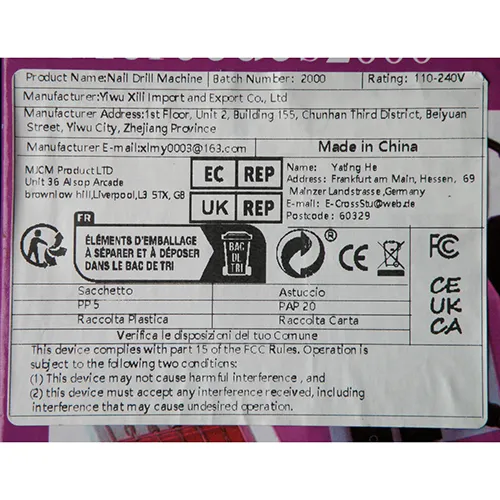 Product Name:Nail Drill Machine Batch Number: 2000 Rating: 110-240V
Manufacturer:Yiwu Xili Import and Export Co., Ltd
Manufacturer Address:1st Floor, Unit 2, Building 155, Chunhan Third District, Beiyuan
Street, Yiwu City, Zhejiang Province
Manufacturer E-mail:xlmy0003@163.com Made in China
MJCM Product LTD
Unit 36 Alsop Arcade
brownlow hill,Liverpool,L3 5TX, GB
EC REP
UK REP
Name: Yating He
Address: Frankfurt am Main, Hessen, 69
Mainzer Landstrasse,Germany
E-mail: E-CrossStu@web.de
Postcode: 60329
FR
ÉLÉMENTS D'EMBALLAGE
À SÉPARER ET À DÉPOSER
DANS LE BAC DE TRI
BAC
DE
TRI
CE
FC
CE
UK
CA
Sacchetto Astuccio
PP 5 PAP 20
Raccolta Plastica Raccolta Carta
Verifica le disposizioni del tuo Comune
This device complies with part 15 of the FCC Rules. Operation is
subject to the following two conditions:
(1) This device may not cause harmful interference , and
(2) this device must accept any interference received, including
interference that may cause undesired operation.